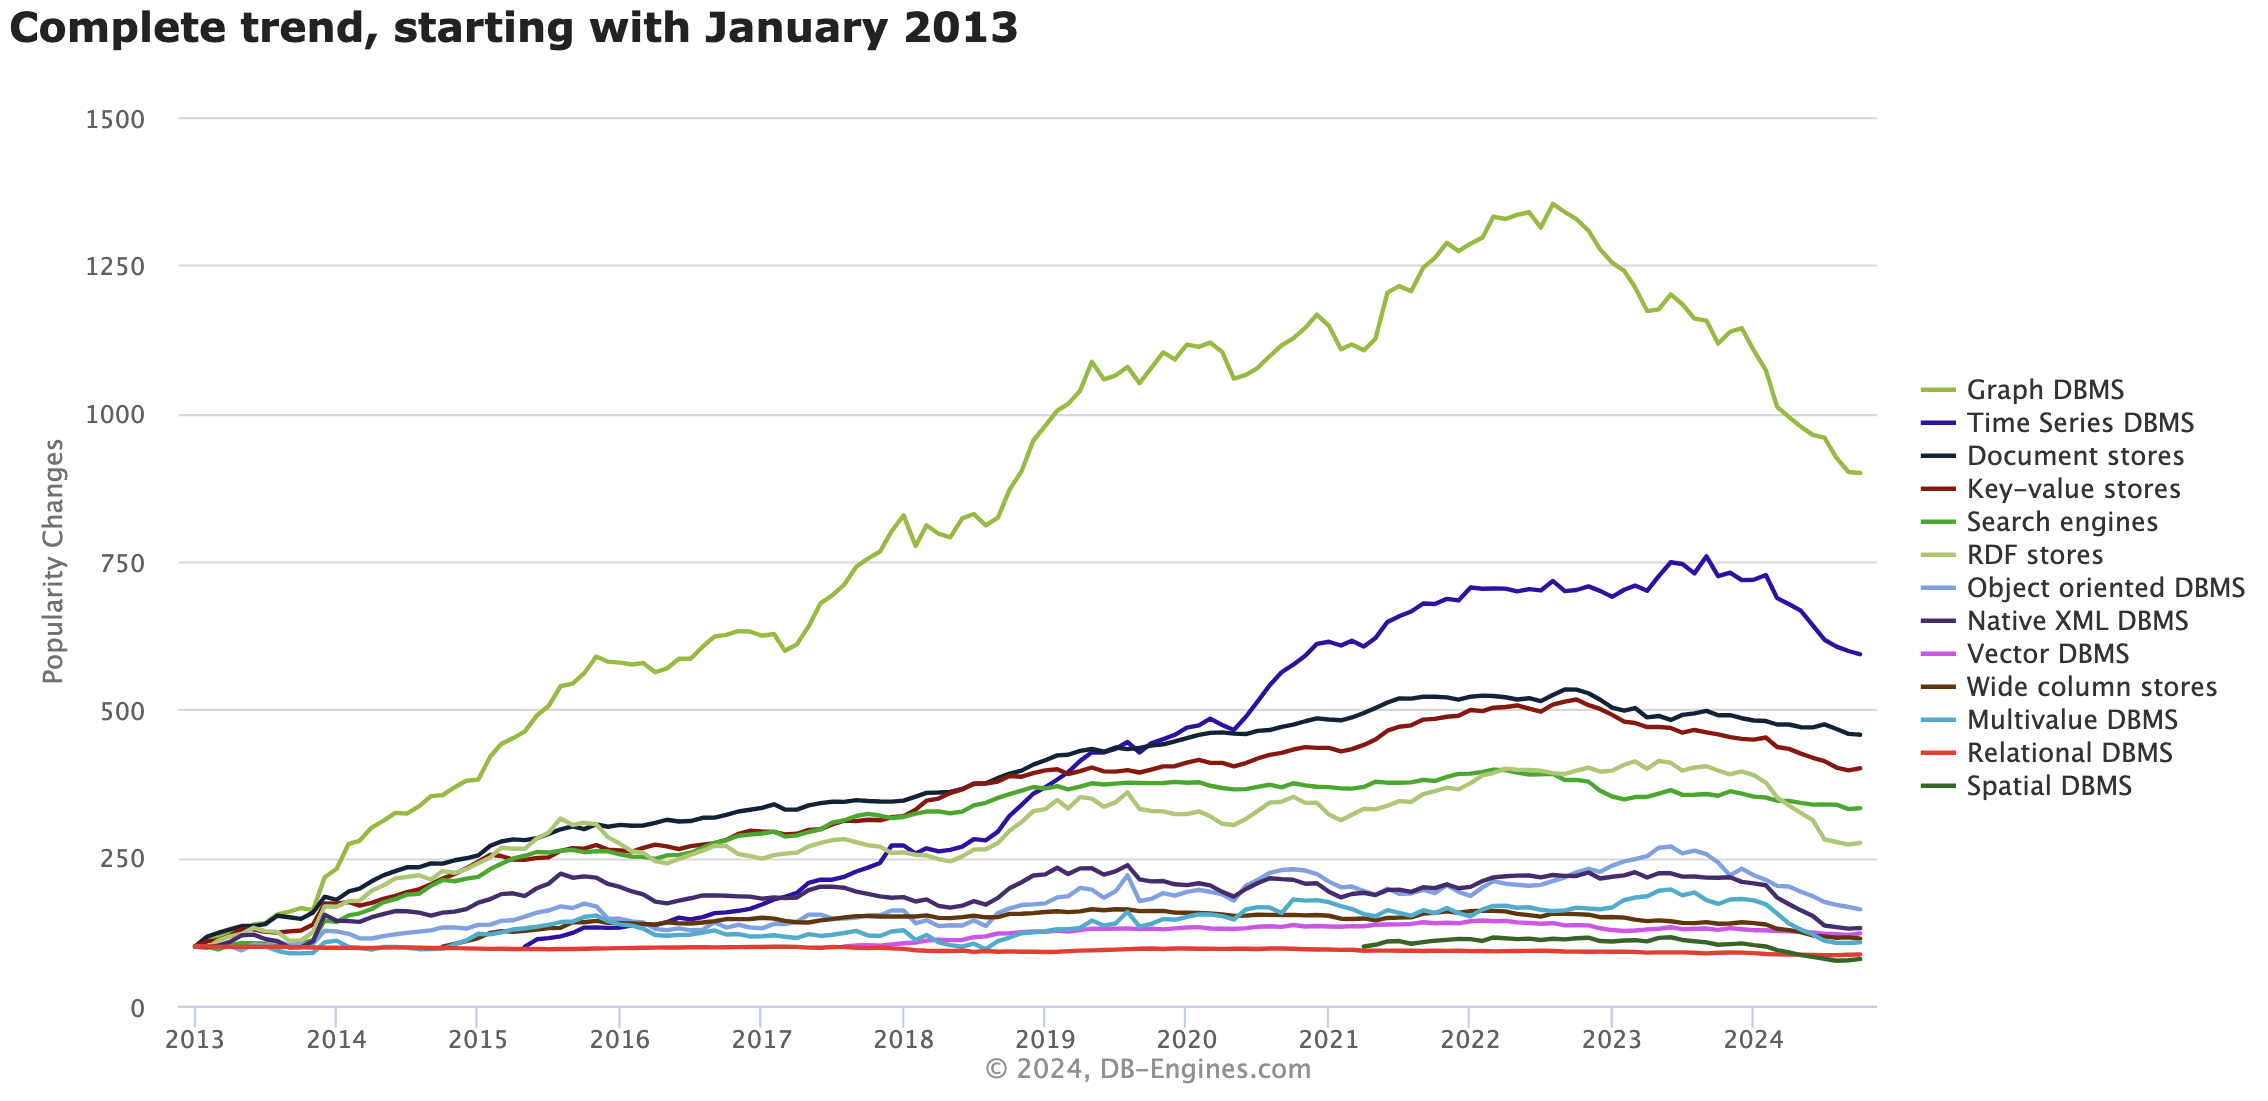 Complete trend, starting with January 2013
1500
1250
1000
750
500
250
0
Popularity Changes
2013 2014 2015 2016 2017 2018 2019 2020 2021 2022 2023 2024
© 2024, DB-Engines.com
Graph DBMS
Time Series DBMS
Document stores
Key-value stores
Search engines
RDF stores
Object oriented DBMS
Native XML DBMS
Vector DBMS
Wide column stores
Multivalue DBMS
Relational DBMS
Spatial DBMS